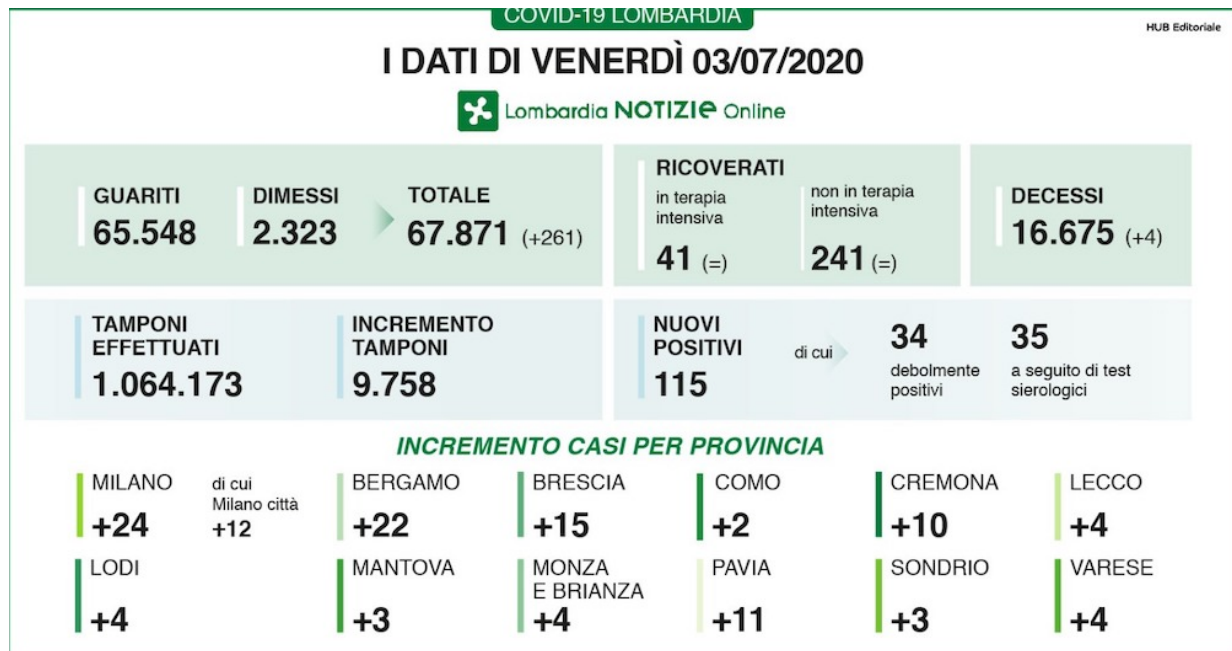 COVID-19 LOMBARDIA
HUB Editoriale
I DATI DI VENERDÌ 03/07/2020
Lombardia NOTIZIE Online
GUARITI
65.548
DIMESSI
2.323
TOTALE
67.871 (+261)
RICOVERATI
in terapia
intensiva
41 (=)
non in terapia
intensiva
241 (=)
DECESSI
16.675 (+4)
TAMPONI
EFFETTUATI
1.064.173
INCREMENTO
TAMPONI
9.758
NUOVI
POSITIVI
115
di cui
34
debolmente
positivi
35
a seguito di test
sierologici
INCREMENTO CASI PER PROVINCIA
MILANO
+24
di cui
Milano città
+12
BERGAMO
+22
BRESCIA
+15
COMO
+2
CREMONA
+10
LECCO
+4
LODI
+4
MANTOVA
+3
MONZA
E BRIANZA
+4
PAVIA
+11
SONDRIO
+3
VARESE
+4